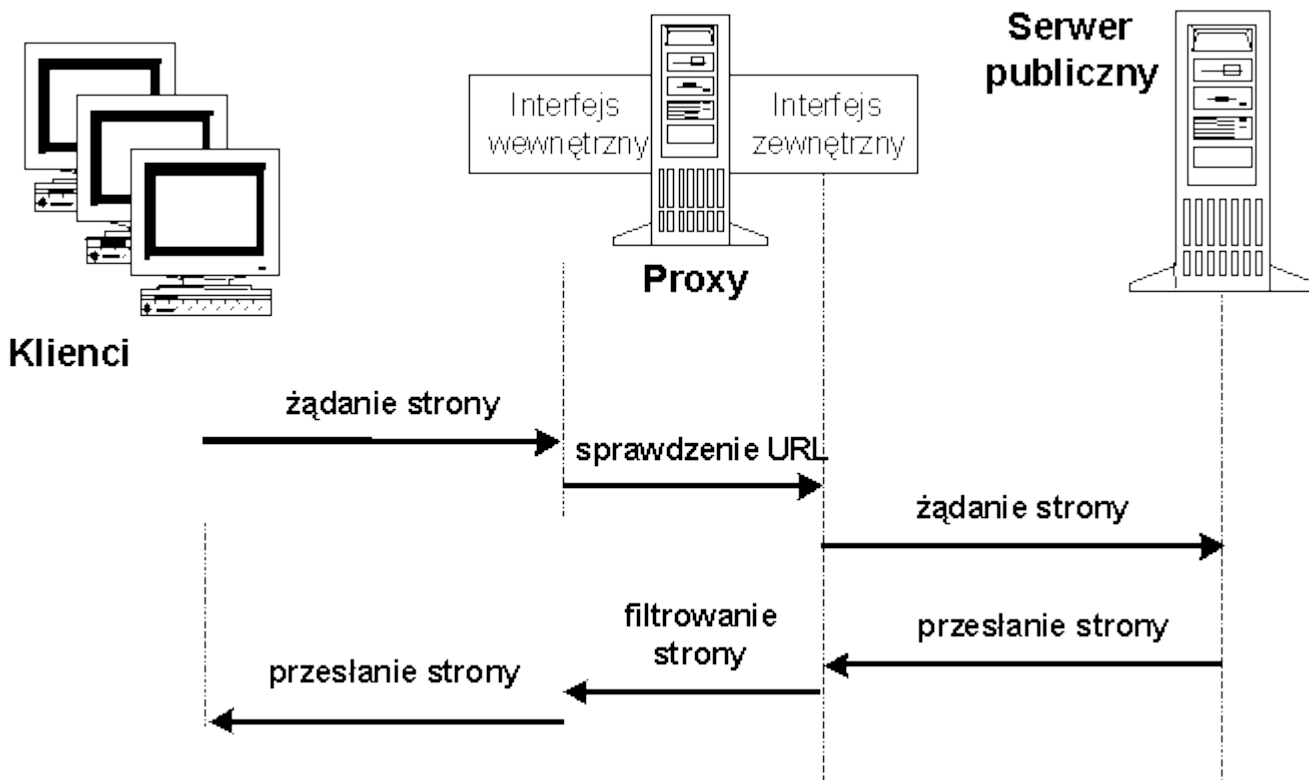 Serwer
publiczny
Interfejs
wewnętrzny
Interfejs
zewnętrzny
Proxy
Klienci
żądanie strony
sprawdzenie URL
żądanie strony
filtrowanie
strony
przesłanie strony
przesłanie strony